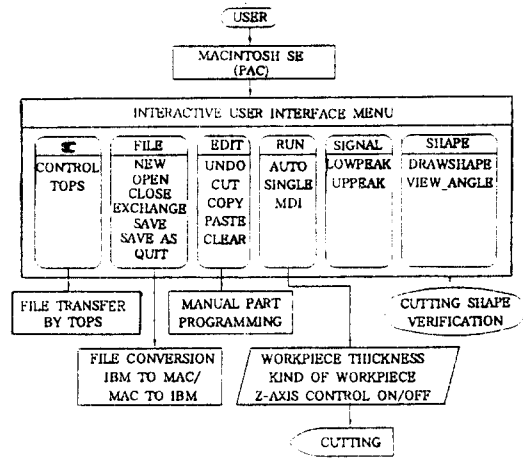 USER
MACINTOSH SE
(PAC)
INTERACTIVE USER INTERFACE MENU
CONTROL
TOPS
FILE
NEW
OPEN
CLOSE
EXCHANGE
SAVE
SAVE AS
QUIT
EDIT
UNDO
CUT
COPY
PASTE
CLEAR
RUN
AUTO
SINGLE
MDI
SIGNAL
LOWPEAK
UPPEAK
SHAPE
DRAWSHAPE
VIEW_ANGLE
FILE TRANSFER
BY TOPS
MANUAL PART
PROGRAMMING
CUTTING SHAPE
VERIFICATION
FILE CONVERSION
IBM TO MAC/
MAC TO IBM
WORKPIECE THICKNESS
KIND OF WORKPIECE
Z-AXIS CONTROL ON/OFF
CUTTING